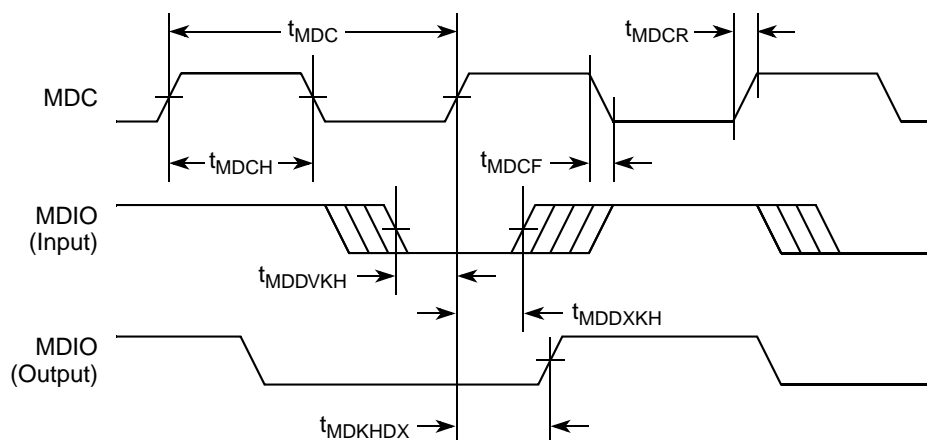 tMDC
tMDCR
MDC
tMDCH
tMDCF
MDIO
(Input)
tMDDVKH
tMDDXKH
MDIO
(Output)
tMDKHDX